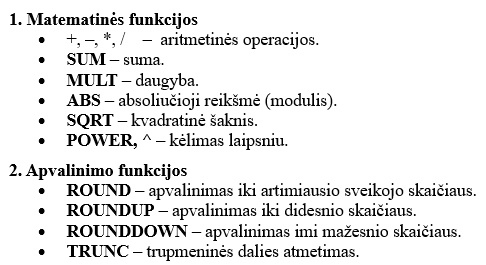 1. Matematinės funkcijos
• +, –, *, / – aritmetinės operacijos.
• SUM – suma.
• MULT – daugyba.
• ABS – absoliučioji reikšmė (modulis).
• SQRT – kvadratinė šaknis.
• POWER, ^ – kėlimas laipsniu.
2. Apvalinimo funkcijos
• ROUND – apvalinimas iki artimiausio sveikojo skaičiaus.
• ROUNDUP – apvalinimas iki didesnio skaičiaus.
• ROUNDDOWN – apvalinimas imi mažesnio skaičiaus.
• TRUNC – trupmeninės dalies atmetimas.